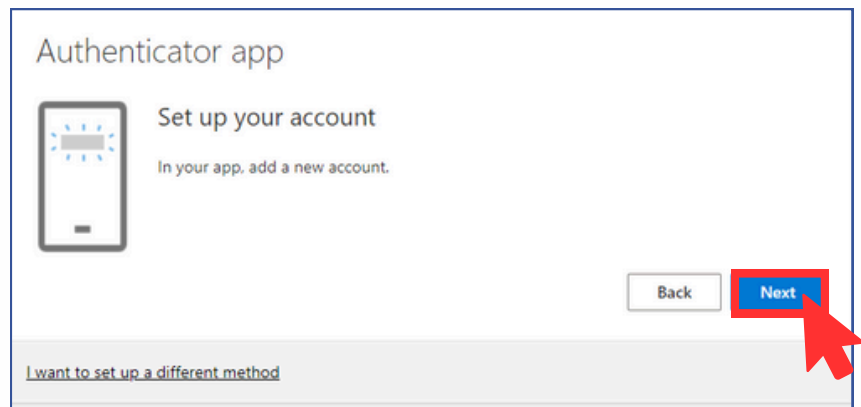 Authenticator app
Set up your account
In your app, add a new account.
Back
Next
I want to set up a different method